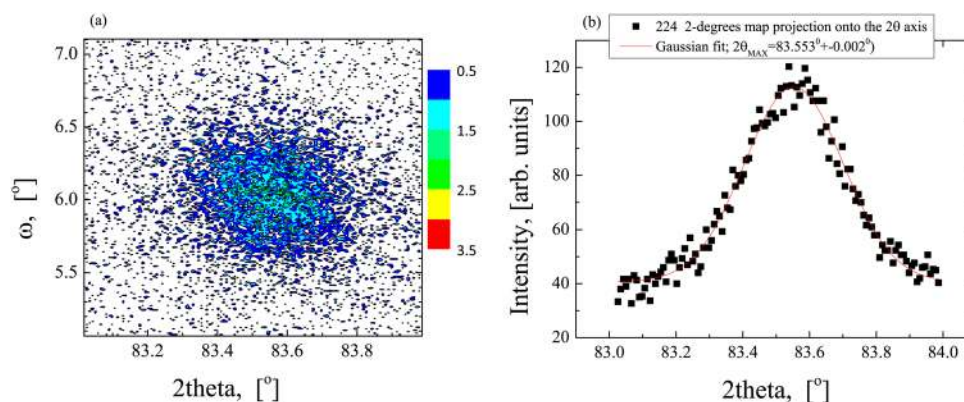 (a)
7.0
6.5
6.0
5.5
ω, [°]
83.2 83.4 83.6 83.8
2theta, [°]
0.5
1.5
2.5
3.5
(b)
224 2-degrees map projection onto the 2θ axis
Gaussian fit; 2θMAX=83.553⁰+-0.002⁰)
120
100
80
60
40
20
Intensity, [arb. units]
83.0 83.2 83.4 83.6 83.8 84.0
2theta, [°]